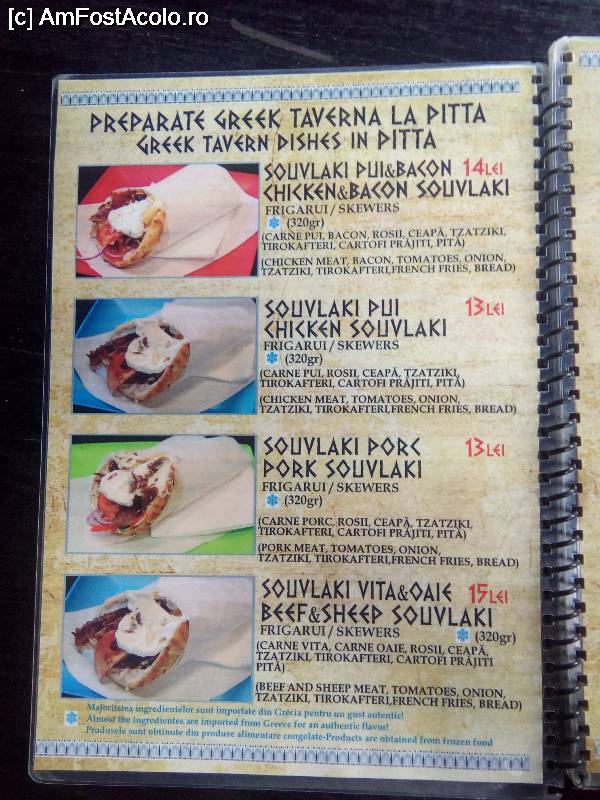 [c] AmFostAcolo.ro
PREPARATE GREEK TAVERNA LA PITTA
GREEK TAVERN DISHES IN PITTA
SOUVLAKI PUI&BACON 14LEI
CHICKEN&BACON SOUVLAKI
FRIGARUI / SKEWERS
(320gr)
(CARNE PUI, BACON, ROSII, CEAPĂ, TZATZIKI,
TIROKAFTERI, CARTOFI PRĂJITI, PITĂ)
(CHICKEN MEAT, BACON, TOMATOES, ONION,
TZATZIKI, TIROKAFTERI,FRENCH FRIES, BREAD)
SOUVLAKI PUI 13LEI
CHICKEN SOUVLAKI
FRIGARUI / SKEWERS
(320gr)
(CARNE PUI, ROSII, CEAPĂ, TZATZIKI,
TIROKAFTERI, CARTOFI PRĂJITI, PITĂ)
(CHICKEN MEAT, TOMATOES, ONION,
TZATZIKI, TIROKAFTERI,FRENCH FRIES, BREAD)
SOUVLAKI PORC 13LEI
PORK SOUVLAKI
FRIGARUI / SKEWERS
(320gr)
(CARNE PORC, ROSII, CEAPĂ, TZATZIKI,
TIROKAFTERI, CARTOFI PRĂJITI, PITĂ)
(PORK MEAT, TOMATOES, ONION,
TZATZIKI, TIROKAFTERI,FRENCH FRIES, BREAD)
SOUVLAKI VITA&OAIE 15LEI
BEEF&SHEEP SOUVLAKI
FRIGARUI / SKEWERS (320gr)
(CARNE VITA, CARNE OAIE, ROSII, CEAPĂ,
TZATZIKI, TIROKAFTERI, CARTOFI PRĂJITI
PITĂ)
(BEEF AND SHEEP MEAT, TOMATOES, ONION,
TZATZIKI, TIROKAFTERI,FRENCH FRIES, BREAD)
Majoritatea ingredientelor sunt importate din Grecia pentru un gust autentic!
Almost the ingredientes are imported from Greece for an authentic flavor!
Produsele sunt obtinute din produse alimentare congelate-Products are obtained from frozen food